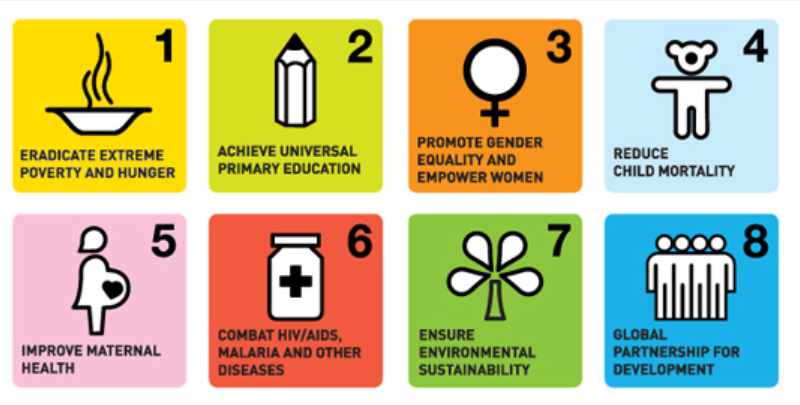 1
ERADICATE EXTREME
POVERTY AND HUNGER
2
ACHIEVE UNIVERSAL
PRIMARY EDUCATION
3
PROMOTE GENDER
EQUALITY AND
EMPOWER WOMEN
4
REDUCE
CHILD MORTALITY
5
IMPROVE MATERNAL
HEALTH
6
COMBAT HIV/AIDS,
MALARIA AND OTHER
DISEASES
7
ENSURE
ENVIRONMENTAL
SUSTAINABILITY
8
GLOBAL
PARTNERSHIP FOR
DEVELOPMENT